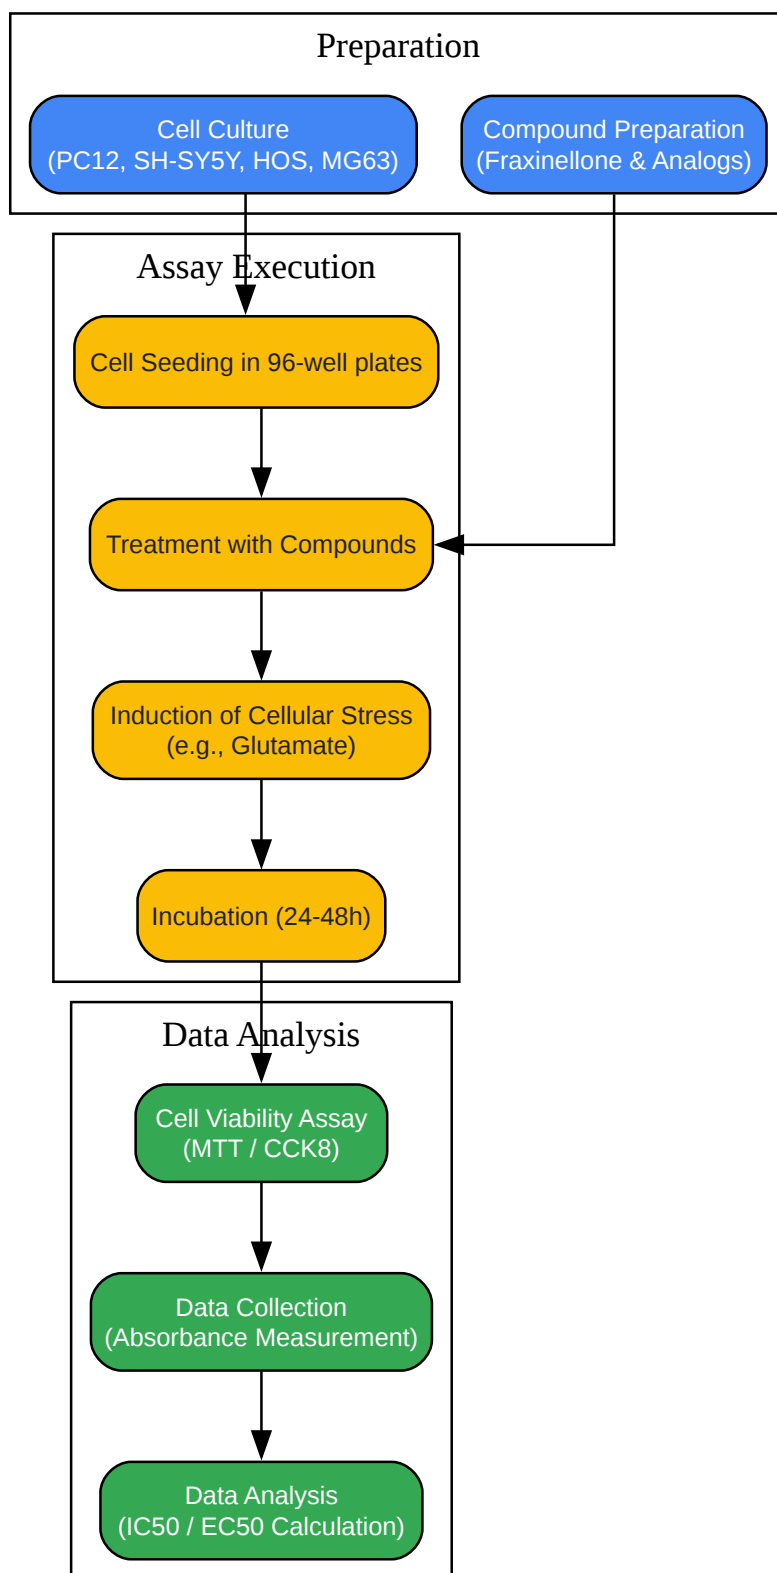 Preparation
Cell Culture
(PC12, SH-SY5Y, HOS, MG63)
Compound Preparation
(Fraxinellone & Analogs)
Assay Execution
Cell Seeding in 96-well plates
Treatment with Compounds
Induction of Cellular Stress
(e.g., Glutamate)
Incubation (24-48h)
Data Analysis
Cell Viability Assay
(MTT / CCK8)
Data Collection
(Absorbance Measurement)
Data Analysis
(IC50 / EC50 Calculation)